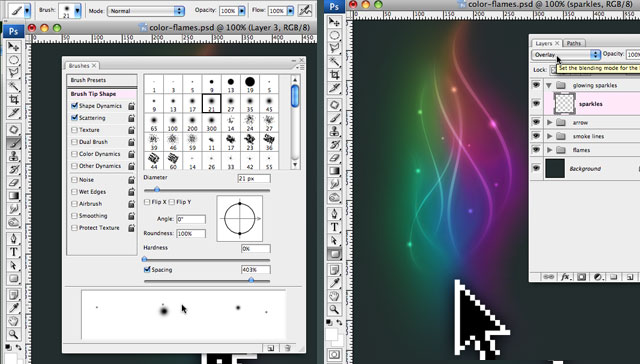 Brush: 21 Mode: Normal Opacity: 100% Flow: 100%
Ps color-flames.psd @ 100% (Layer 3, RGB/8)
Brushes ×
Brush Presets
Brush Tip Shape
Shape Dynamics
Scattering
Texture
Dual Brush
Color Dynamics
Other Dynamics
Noise
Wet Edges
Airbrush
Smoothing
Protect Texture
1 3 5 9 13 19
5 9 13 17 21 27
35 45 65 100 200 300
14 24 27 39 46 59
11 17 23 36 44 60
14 26 33 42 55
Diameter 21 px
Flip X Flip Y
Angle: 0°
Roundness: 100%
Hardness 0%
Spacing 403%
Ps color-flames.psd @ 100% (sparkles, RGB/8)
Layers × Paths
Overlay Opacity: 100%
Set the blending mode for the
Lock:
glowing sparkles
sparkles
arrow
smoke lines
flames
Background
fx